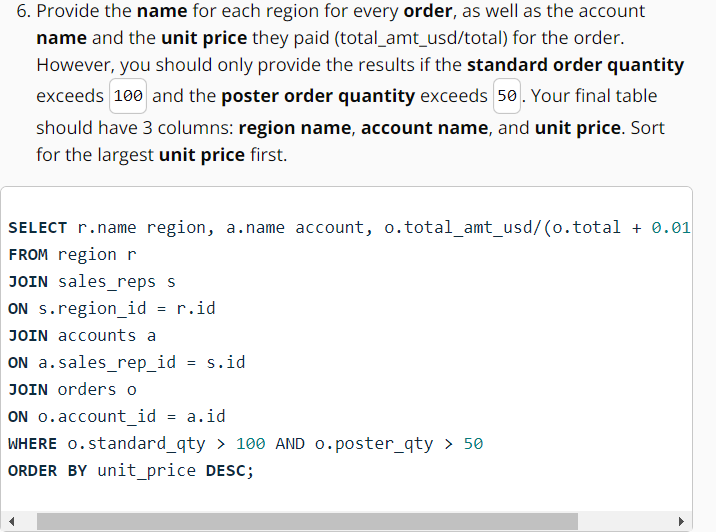 6. Provide the name for each region for every order, as well as the account
name and the unit price they paid (total_amt_usd/total) for the order.
However, you should only provide the results if the standard order quantity
exceeds 100 and the poster order quantity exceeds 50. Your final table
should have 3 columns: region name, account name, and unit price. Sort
for the largest unit price first.
SELECT r.name region, a.name account, o.total_amt_usd/(o.total + 0.01
FROM region r
JOIN sales_reps s
ON s.region_id = r.id
JOIN accounts a
ON a.sales_rep_id = s.id
JOIN orders o
ON o.account_id = a.id
WHERE o.standard_qty > 100 AND o.poster_qty > 50
ORDER BY unit_price DESC;